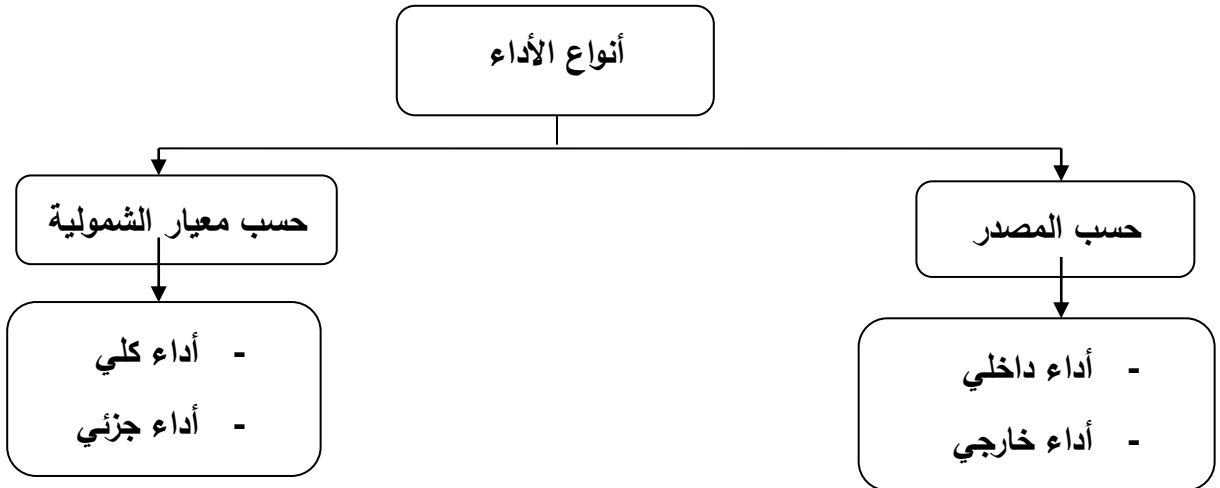 أنواع الأداء
حسب المصدر
حسب معيار الشمولية
- أداء داخلي
- أداء خارجي
- أداء كلي
- أداء جزئي